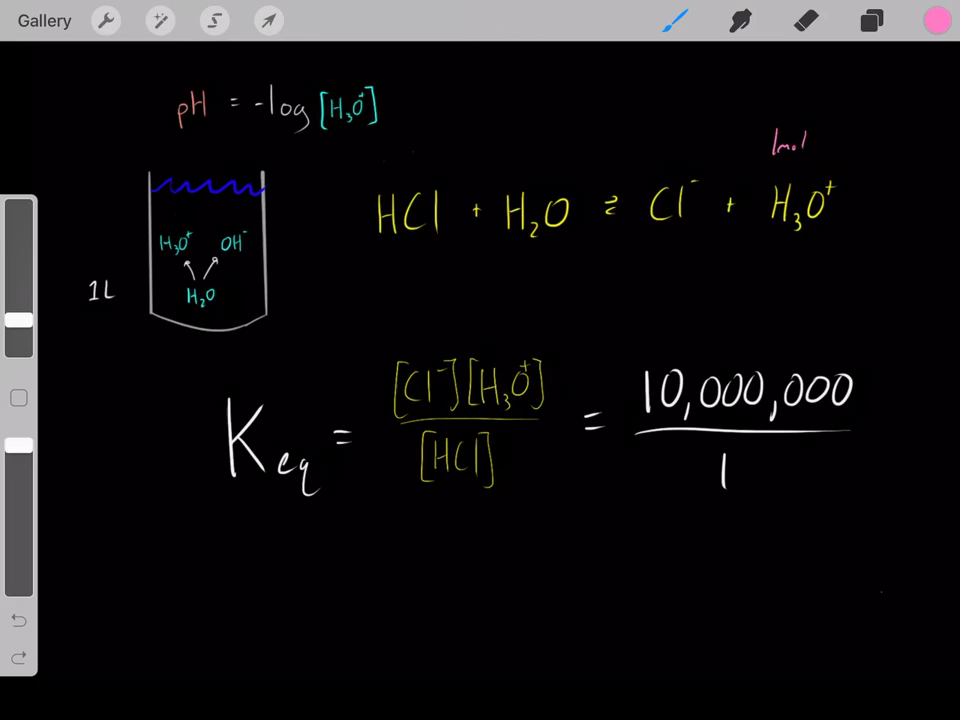 Gallery
pH = -log [H₃O⁺]
1mol
HCl + H₂O ⇌ Cl⁻ + H₃O⁺
H₃O⁺ OH⁻
H₂O
1L
Keq = [Cl⁻][H₃O⁺] / [HCl] = 10,000,000 / 1